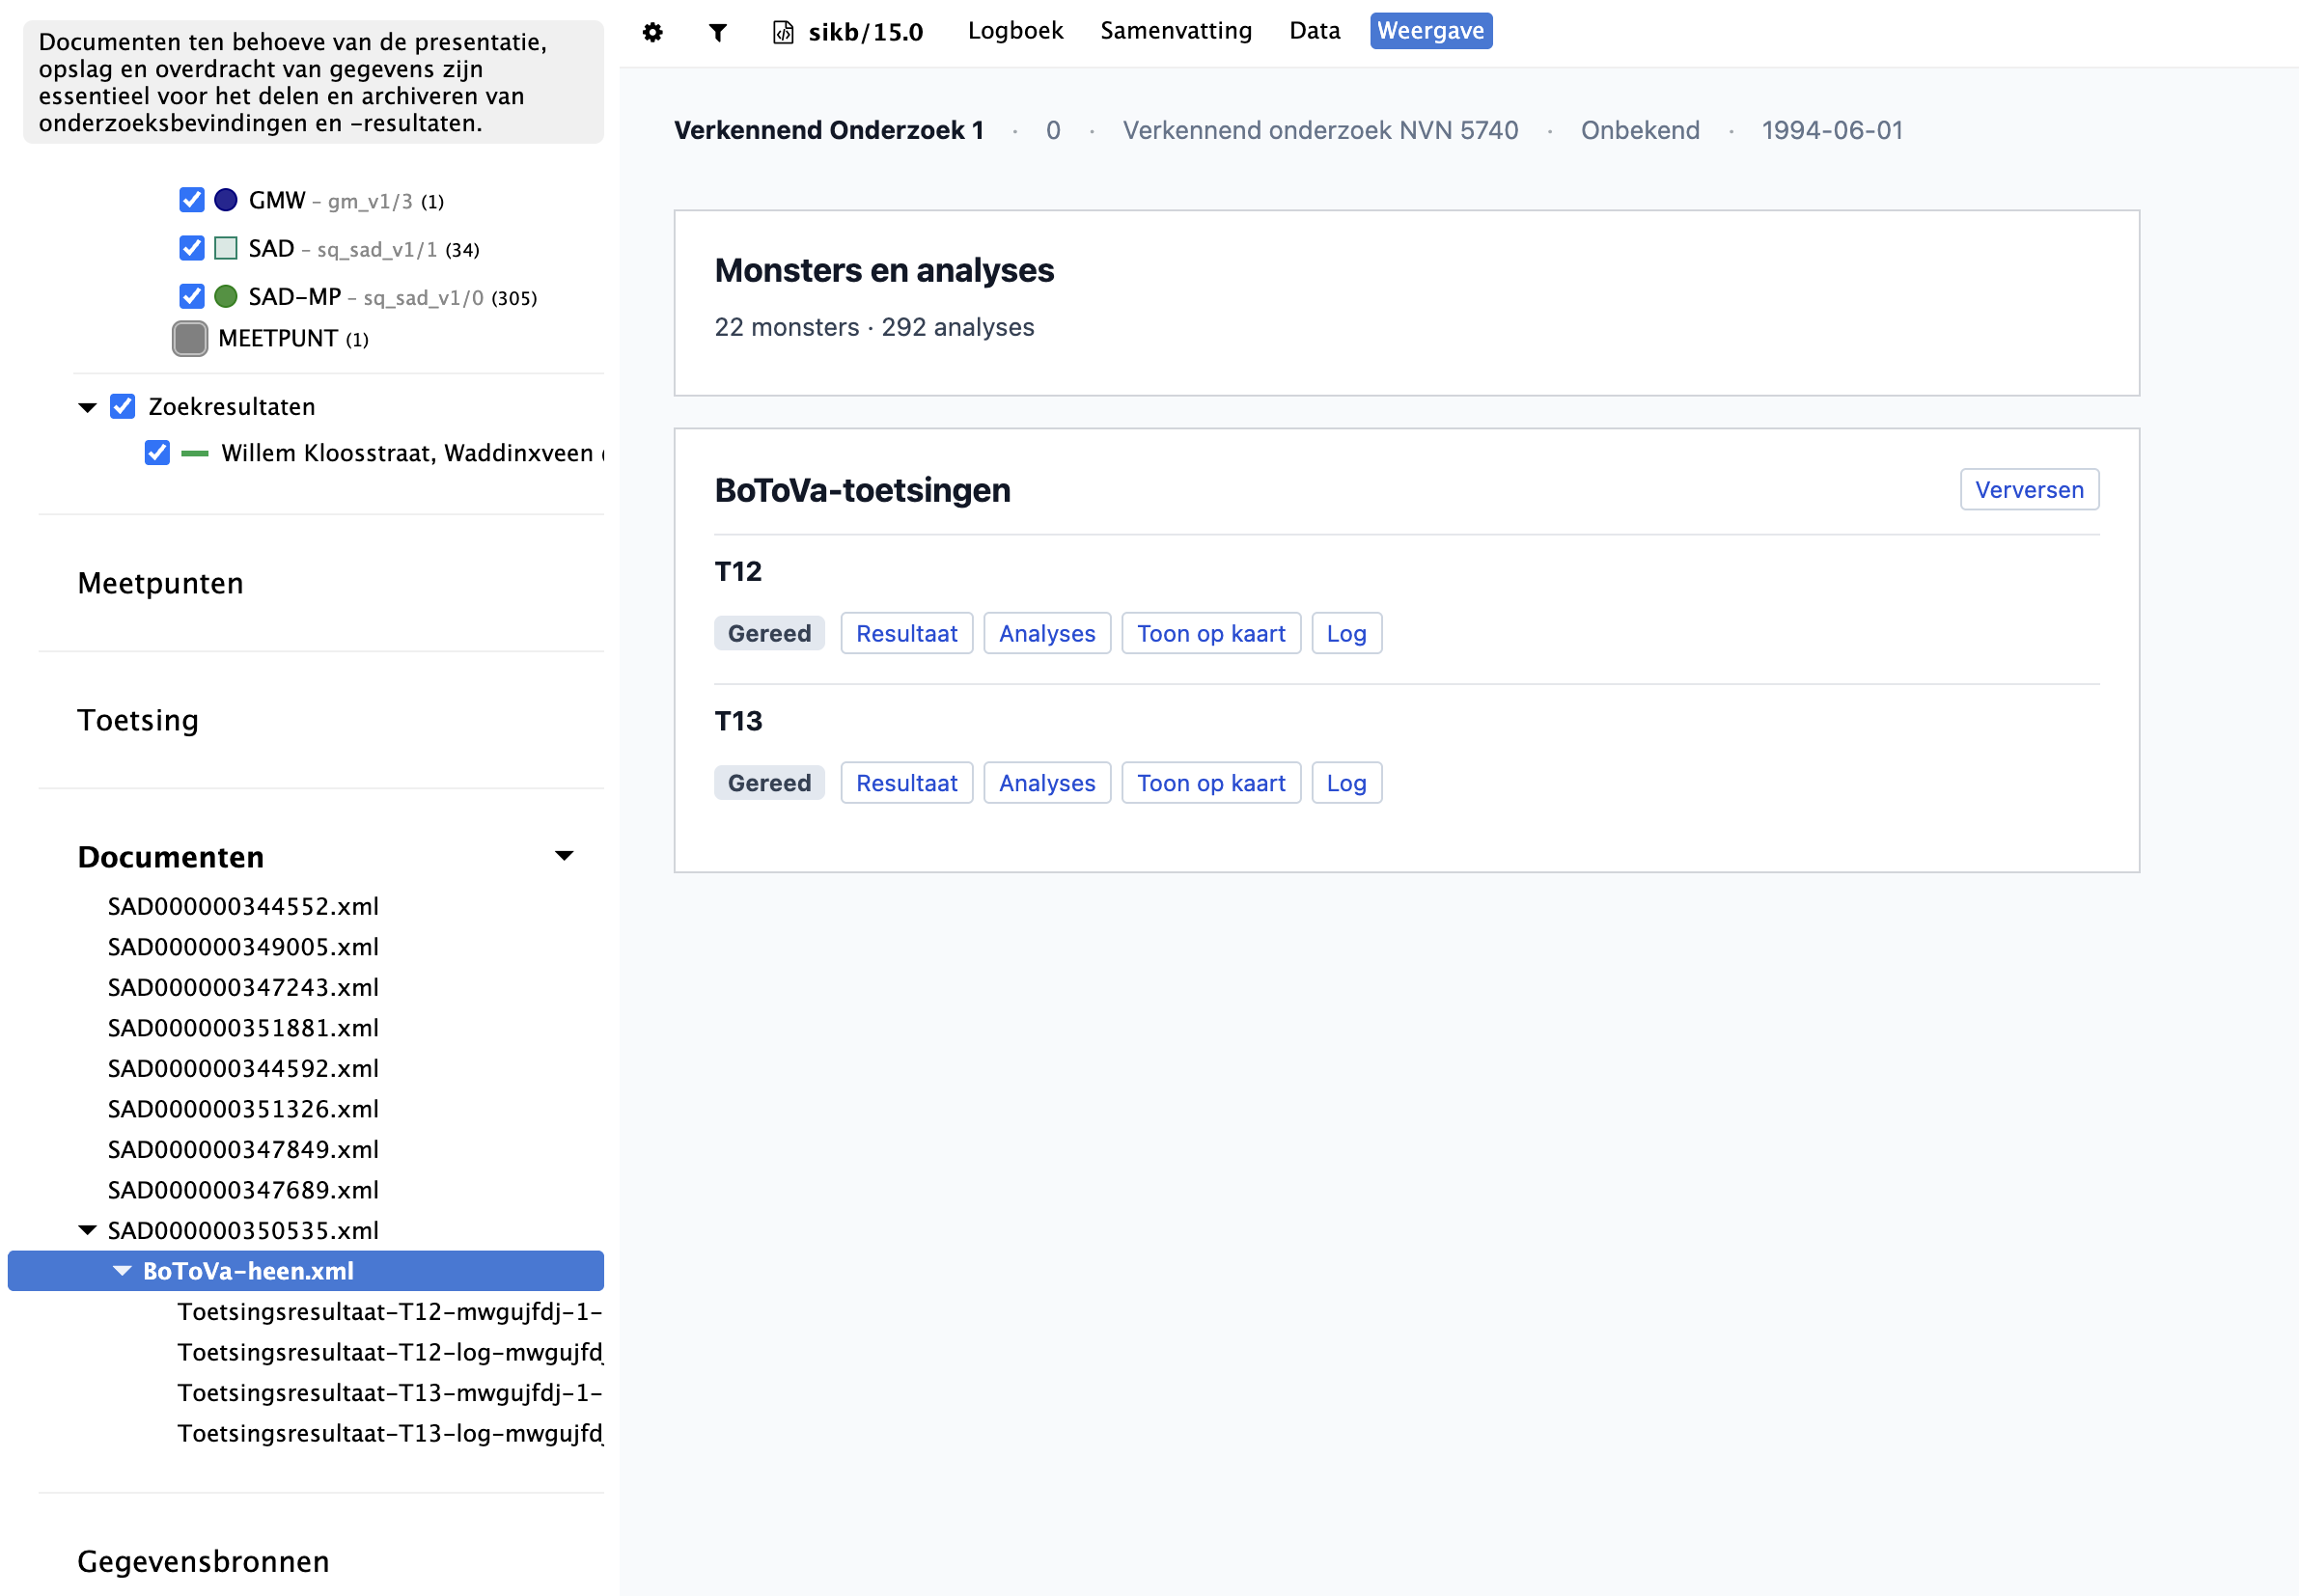 Documenten ten behoeve van de presentatie,
opslag en overdracht van gegevens zijn
essentieel voor het delen en archiveren van
onderzoeksbevindingen en -resultaten.
GMW - gm_v1/3 (1)
SAD - sq_sad_v1/1 (34)
SAD-MP - sq_sad_v1/0 (305)
MEETPUNT (1)
Zoekresultaten
Willem Kloosstraat, Waddinxveen
Meetpunten
Toetsing
Documenten
SAD000000344552.xml
SAD000000349005.xml
SAD000000347243.xml
SAD000000351881.xml
SAD000000344592.xml
SAD000000351326.xml
SAD000000347849.xml
SAD000000347689.xml
SAD000000350535.xml
BoToVa-heen.xml
Toetsingsresultaat-T12-mwgujfdj-1-
Toetsingsresultaat-T12-log-mwgujfdj
Toetsingsresultaat-T13-mwgujfdj-1-
Toetsingsresultaat-T13-log-mwgujfdj
Gegevensbronnen
sikb/15.0 Logboek Samenvatting Data Weergave
Verkennend Onderzoek 1 · 0 · Verkennend onderzoek NVN 5740 · Onbekend · 1994-06-01
Monsters en analyses
22 monsters · 292 analyses
BoToVa-toetsingen Verversen
T12
Gereed Resultaat Analyses Toon op kaart Log
T13
Gereed Resultaat Analyses Toon op kaart Log